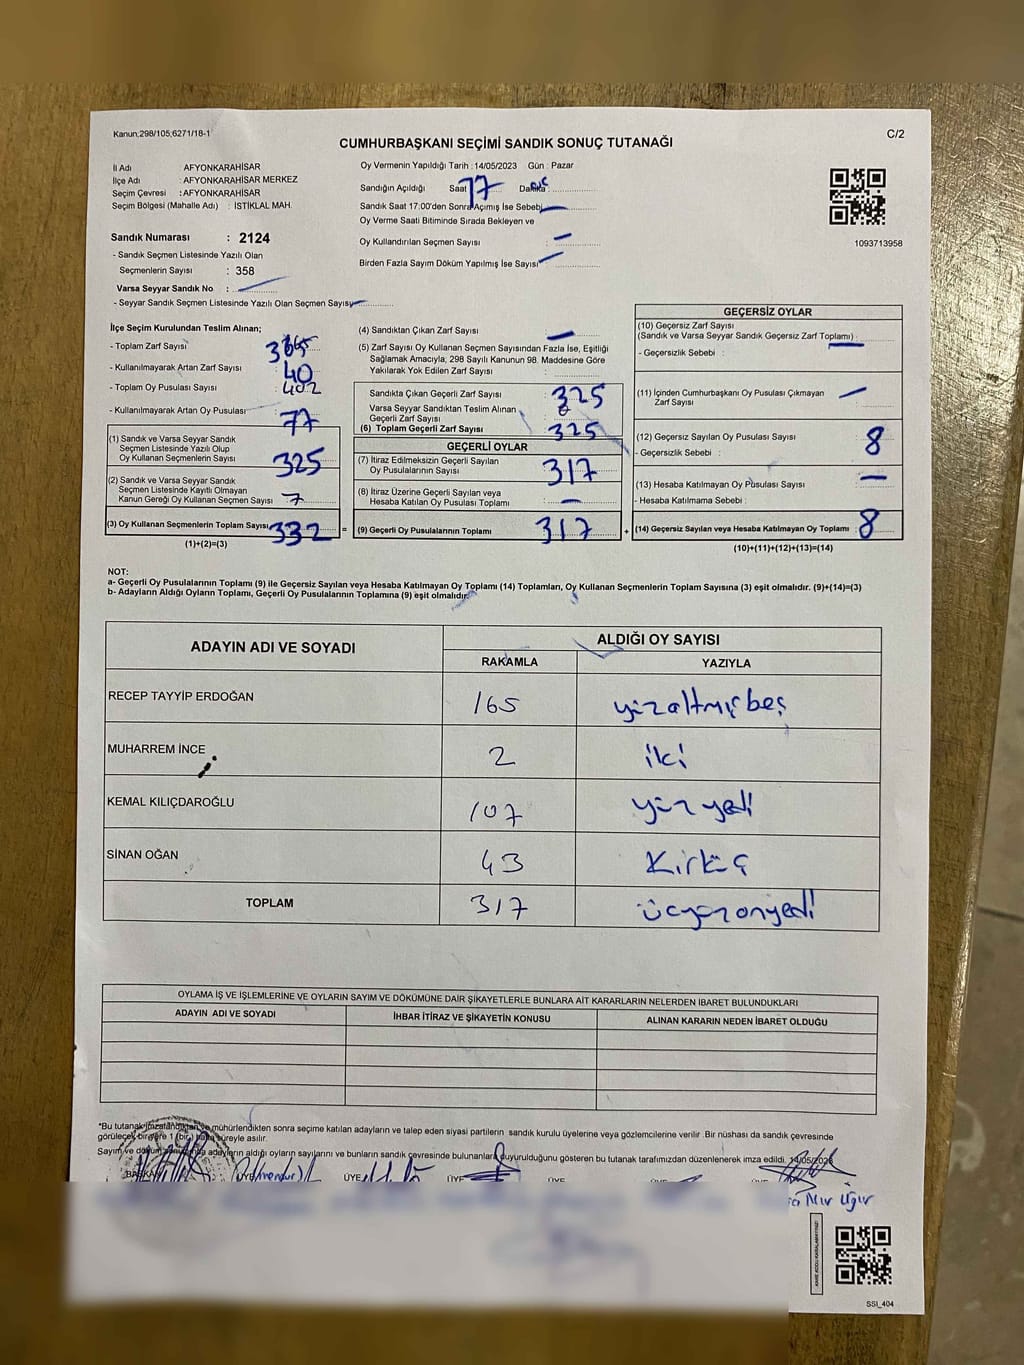 Kanun;298/105,6271/18-1
C/2
CUMHURBAŞKANI SEÇİMİ SANDIK SONUÇ TUTANAĞI
İl Adı AFYONKARAHİSAR
İlçe Adı : AFYONKARAHİSAR MERKEZ
Seçim Çevresi : AFYONKARAHİSAR
Seçim Bölgesi (Mahalle Adı) : İSTİKLAL MAH.
Sandık Numarası : 2124
- Sandık Seçmen Listesinde Yazılı Olan
Seçmenlerin Sayısı : 358
Varsa Seyyar Sandık No :
- Seyyar Sandık Seçmen Listesinde Yazılı Olan Seçmen Sayısı
Oy Vermenin Yapıldığı Tarih : 14/05/2023 Gün : Pazar
Sandığın Açıldığı Saat 17 Dakika :
Sandık Saat 17:00'den Sonra Açımış İse Sebebi
Oy Verme Saati Bitiminde Sırada Bekleyen ve
Oy Kullandırılan Seçmen Sayısı : –
Birden Fazla Sayım Döküm Yapılmış İse Sayısı –
1093713958
İlçe Seçim Kurulundan Teslim Alınan;
- Toplam Zarf Sayısı
- Kullanılmayarak Artan Zarf Sayısı 40
- Toplam Oy Pusulası Sayısı : 402
- Kullanılmayarak Artan Oy Pusulası 77
(1) Sandık ve Varsa Seyyar Sandık
Seçmen Listesinde Yazılı Olup
Oy Kullanan Seçmenlerin Sayısı 325
(2) Sandık ve Varsa Seyyar Sandık
Seçmen Listesinde Kayıtlı Olmayan
Kanun Gereği Oy Kullanan Seçmen Sayısı 7
(3) Oy Kullanan Seçmenlerin Toplam Sayısı 332 =
(1)+(2)=(3)
(4) Sandıktan Çıkan Zarf Sayısı –
(5) Zarf Sayısı Oy Kullanan Seçmen Sayısından Fazla İse, Eşitliği
Sağlamak Amacıyla, 298 Sayılı Kanunun 98. Maddesine Göre
Yakılarak Yok Edilen Zarf Sayısı :
Sandıkta Çıkan Geçerli Zarf Sayısı 325
Varsa Seyyar Sandıktan Teslim Alınan
Geçerli Zarf Sayısı
(6) Toplam Geçerli Zarf Sayısı 325
GEÇERLİ OYLAR
(7) İtiraz Edilmeksizin Geçerli Sayılan
Oy Pusulalarının Sayısı 317
(8) İtiraz Üzerine Geçerli Sayılan veya
Hesaba Katılan Oy Pusulası Toplamı –
(9) Geçerli Oy Pusulalarının Toplamı 317 +
GEÇERSİZ OYLAR
(10) Geçersiz Zarf Sayısı
(Sandık ve Varsa Seyyar Sandık Geçersiz Zarf Toplamı) –
- Geçersizlik Sebebi :
(11) İçinden Cumhurbaşkanı Oy Pusulası Çıkmayan
Zarf Sayısı –
(12) Geçersiz Sayılan Oy Pusulası Sayısı : 8
- Geçersizlik Sebebi :
(13) Hesaba Katılmayan Oy Pusulası Sayısı –
- Hesaba Katılmama Sebebi :
(14) Geçersiz Sayılan veya Hesaba Katılmayan Oy Toplamı 8
(10)+(11)+(12)+(13)=(14)
NOT:
a- Geçerli Oy Pusulalarının Toplamı (9) ile Geçersiz Sayılan veya Hesaba Katılmayan Oy Toplamı (14) Toplamları, Oy Kullanan Seçmenlerin Toplam Sayısına (3) eşit olmalıdır. (9)+(14)=(3)
b- Adayların Aldığı Oyların Toplamı, Geçerli Oy Pusulalarının Toplamına (9) eşit olmalıdır.
ADAYIN ADI VE SOYADI ALDIĞI OY SAYISI
RAKAMLA YAZIYLA
RECEP TAYYİP ERDOĞAN 165 yüzaltmışbeş
MUHARREM İNCE 2 iki
KEMAL KILIÇDAROĞLU 107 yüz yedi
SİNAN OĞAN 43 Kırküç
TOPLAM 317 üçyüzonyedi
OYLAMA İŞ VE İŞLEMLERİNE VE OYLARIN SAYIM VE DÖKÜMÜNE DAİR ŞİKAYETLERLE BUNLARA AİT KARARLARIN NELERDEN İBARET BULUNDUKLARI
ADAYIN ADI VE SOYADI İHBAR İTİRAZ VE ŞİKAYETİN KONUSU ALINAN KARARIN NEDEN İBARET OLDUĞU
*Bu tutanak imzalandıktan ve mühürlendikten sonra seçime katılan adayların ve talep eden siyasi partilerin sandık kurulu üyelerine veya gözlemcilerine verilir. Bir nüshası da sandık çevresinde
görülecek bir yere 1 (bir) hafta süreyle asılır.
Sayım ve döküm adayların aldığı oyların sayılarını ve bunların sandık çevresinde bulunanlara duyurulduğunu gösteren bu tutanak tarafımızdan düzenlenerek imza edildi. 14/05/2023
BAŞKAN ÜYE ÜYE ÜYE ÜYE ÜYE ÜYE
SSİ_404